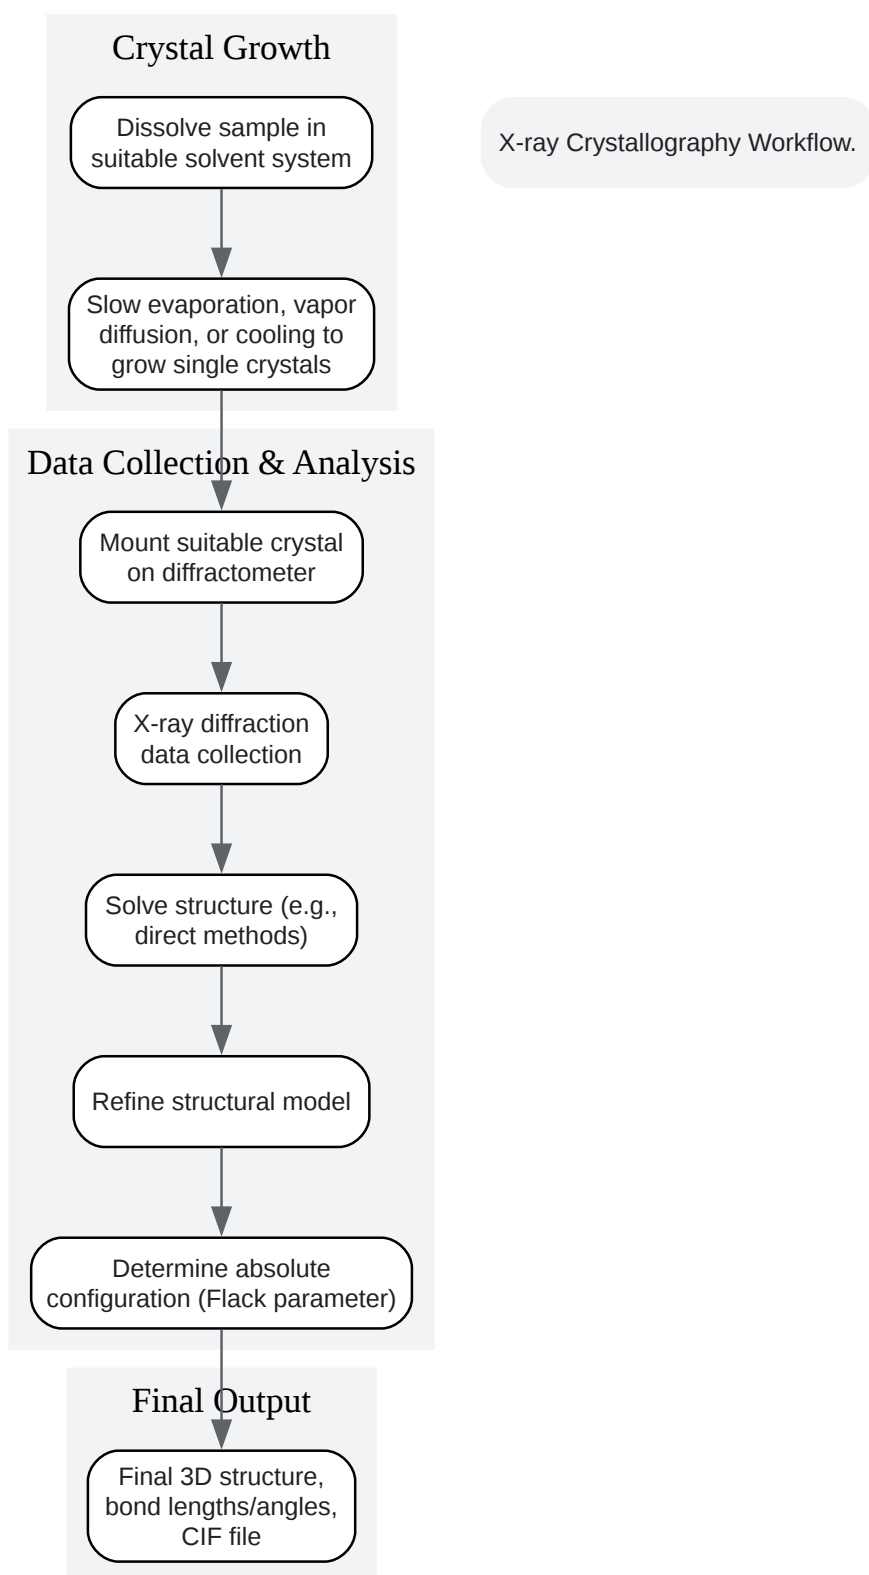 Crystal Growth
Dissolve sample in
suitable solvent system
X-ray Crystallography Workflow.
Slow evaporation, vapor
diffusion, or cooling to
grow single crystals
Data Collection & Analysis
Mount suitable crystal
on diffractometer
X-ray diffraction
data collection
Solve structure (e.g.,
direct methods)
Refine structural model
Determine absolute
configuration (Flack parameter)
Final Output
Final 3D structure,
bond lengths/angles,
CIF file